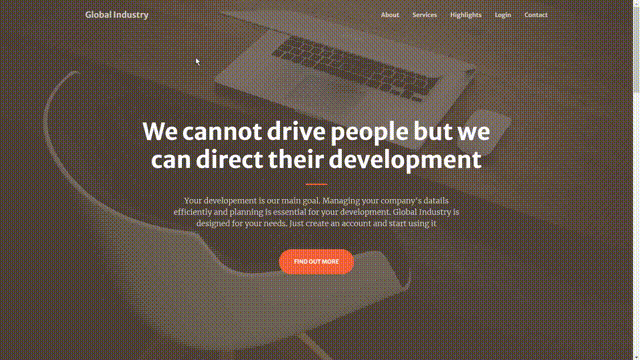 Global Industry
About Services Highlights Login Contact
We cannot drive people but we
can direct their development
Your developement is our main goal. Managing your company's datails
efficiently and planning is essential for your development. Global Industry is
designed for your needs. Just create an account and start using it
FIND OUT MORE